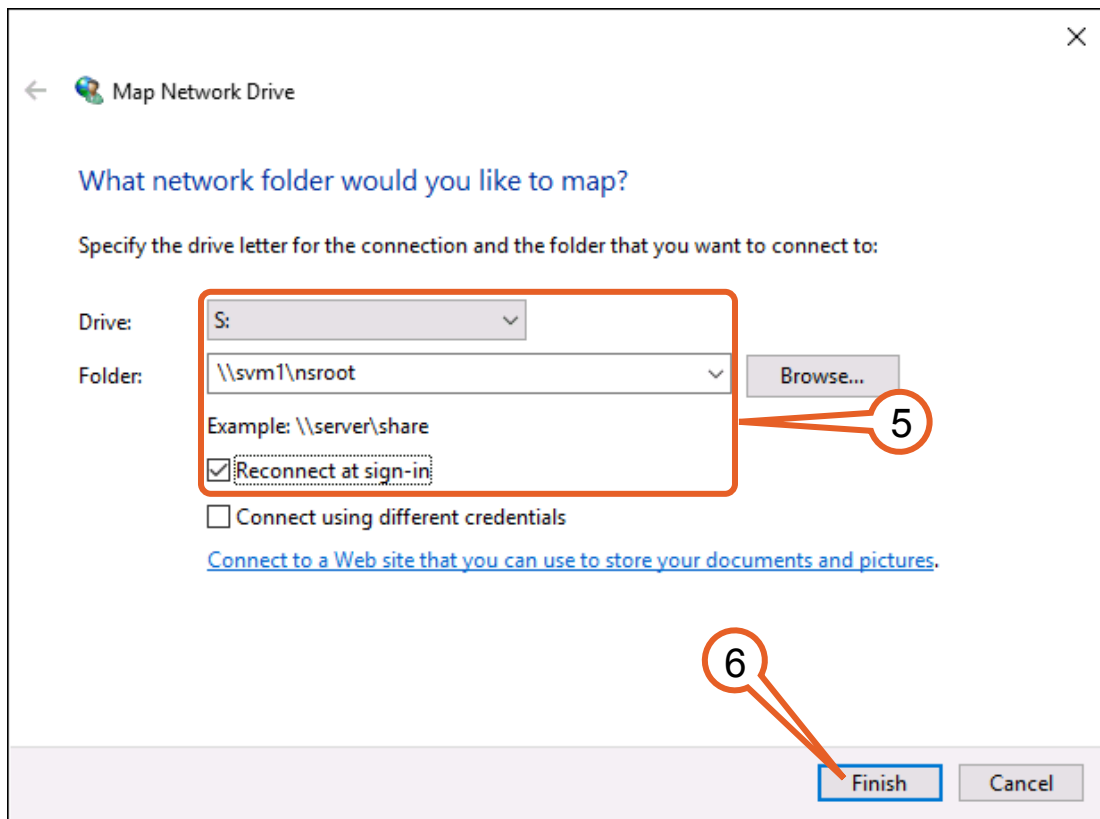 Map Network Drive
What network folder would you like to map?
Specify the drive letter for the connection and the folder that you want to connect to:
Drive: S:
Folder: \\svm1\nsroot Browse...
Example: \\server\share
5
Reconnect at sign-in
Connect using different credentials
Connect to a Web site that you can use to store your documents and pictures.
6
Finish Cancel